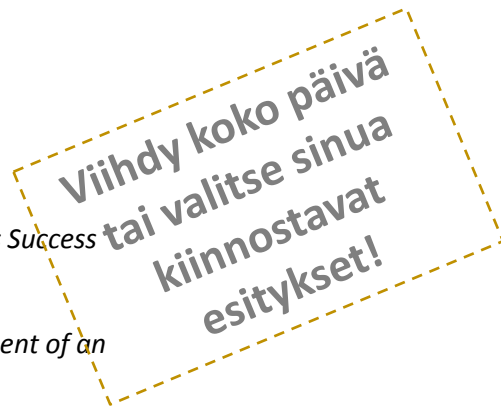 Viihdy koko päivä
tai valitse sinua
kiinnostavat
esitykset!
Success
ent of an